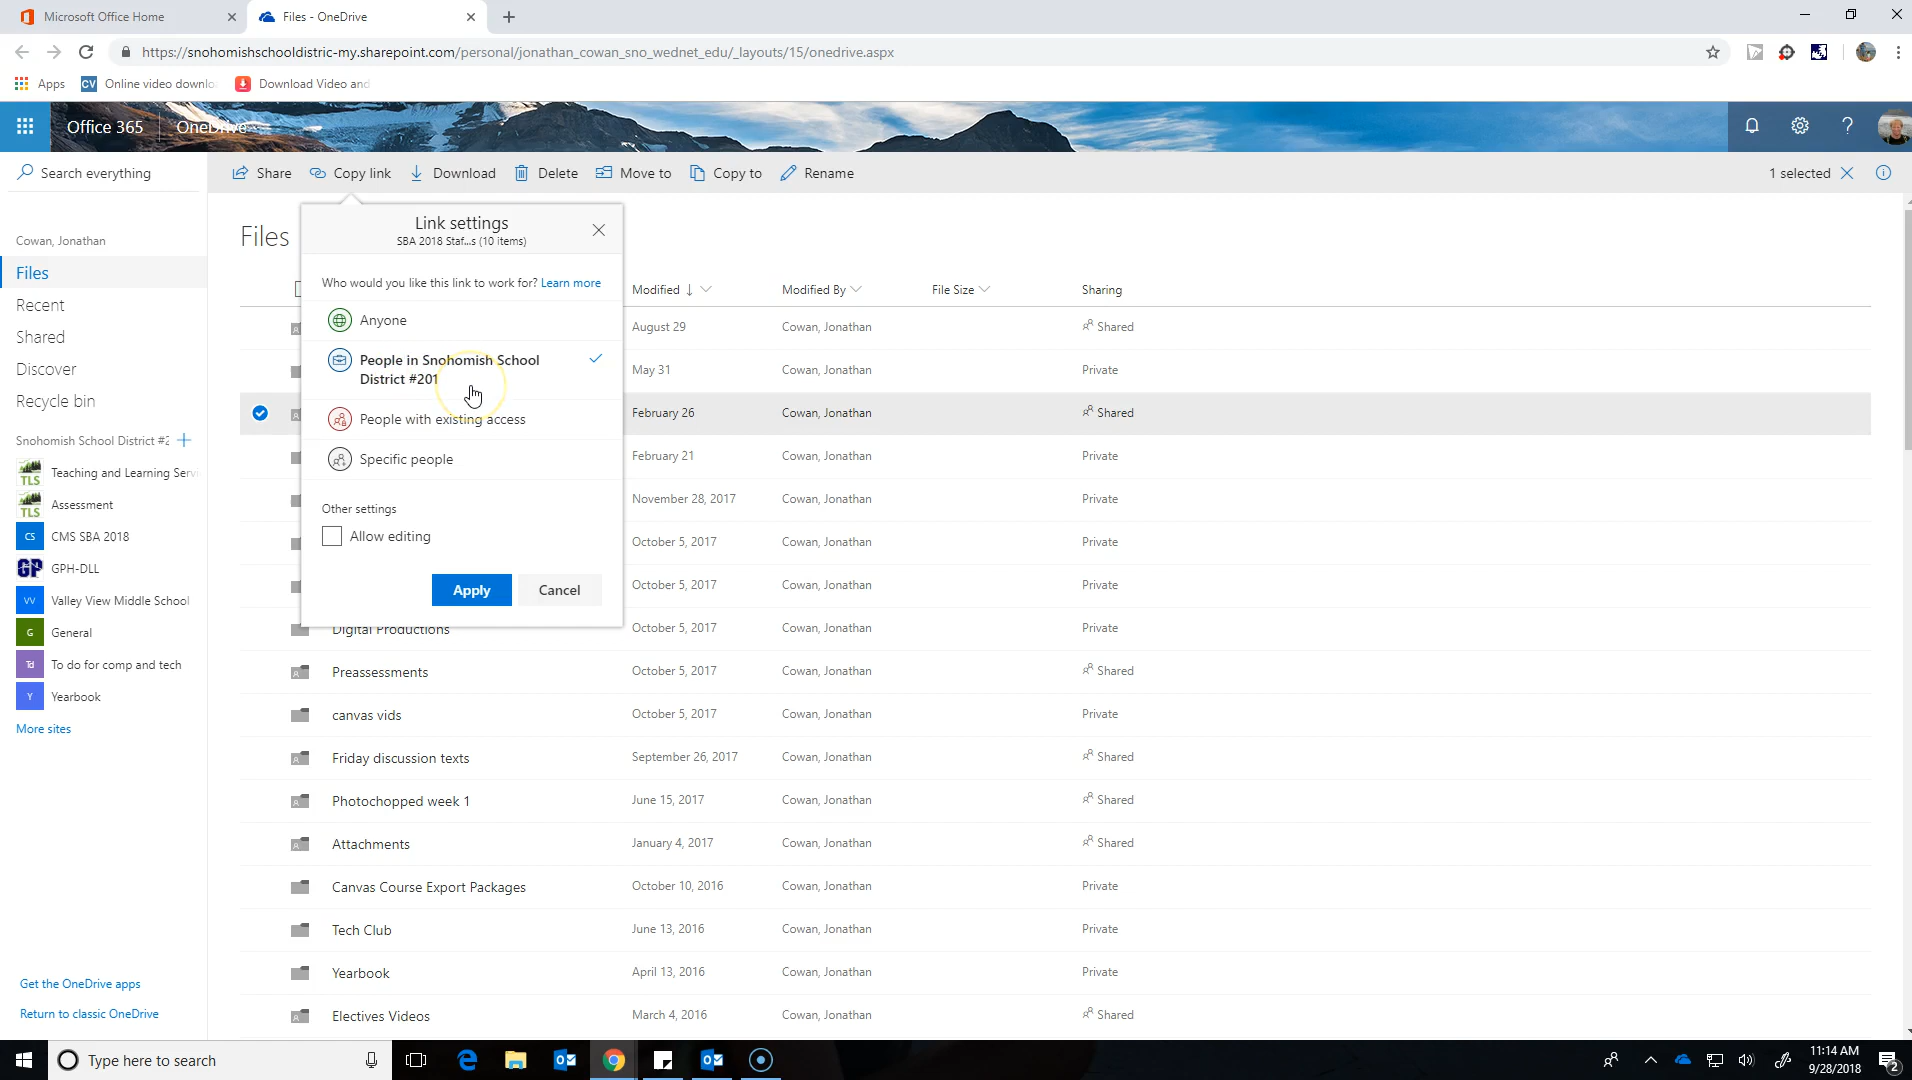 Microsoft Office Home
Files - OneDrive
https://snohomishschooldistric-my.sharepoint.com/personal/jonathan_cowan_sno_wednet_edu/_layouts/15/onedrive.aspx
Apps
CV Online video downlo
Download Video and
Office 365
OneDrive
Search everything
Share
Copy link
Download
Delete
Move to
Copy to
Rename
1 selected
Cowan, Jonathan
Files
Recent
Shared
Discover
Recycle bin
Snohomish School District #2
TLS Teaching and Learning Serv
TLS Assessment
CS CMS SBA 2018
GP GPH-DLL
VV Valley View Middle School
G General
Td To do for comp and tech
Y Yearbook
More sites
Get the OneDrive apps
Return to classic OneDrive
Files
Link settings
SBA 2018 Staf...s (10 items)
Who would you like this link to work for? Learn more
Anyone
People in Snohomish School
District #201
People with existing access
Specific people
Other settings
Allow editing
Apply
Cancel
Modified
Modified By
File Size
Sharing
August 29 Cowan, Jonathan Shared
May 31 Cowan, Jonathan Private
February 26 Cowan, Jonathan Shared
February 21 Cowan, Jonathan Private
November 28, 2017 Cowan, Jonathan Private
October 5, 2017 Cowan, Jonathan Private
October 5, 2017 Cowan, Jonathan Private
Digital Productions October 5, 2017 Cowan, Jonathan Private
Preassessments October 5, 2017 Cowan, Jonathan Shared
canvas vids October 5, 2017 Cowan, Jonathan Private
Friday discussion texts September 26, 2017 Cowan, Jonathan Shared
Photochopped week 1 June 15, 2017 Cowan, Jonathan Shared
Attachments January 4, 2017 Cowan, Jonathan Shared
Canvas Course Export Packages October 10, 2016 Cowan, Jonathan Private
Tech Club June 13, 2016 Cowan, Jonathan Private
Yearbook April 13, 2016 Cowan, Jonathan Private
Electives Videos March 4, 2016 Cowan, Jonathan Shared
Type here to search
11:14 AM
9/28/2018
2